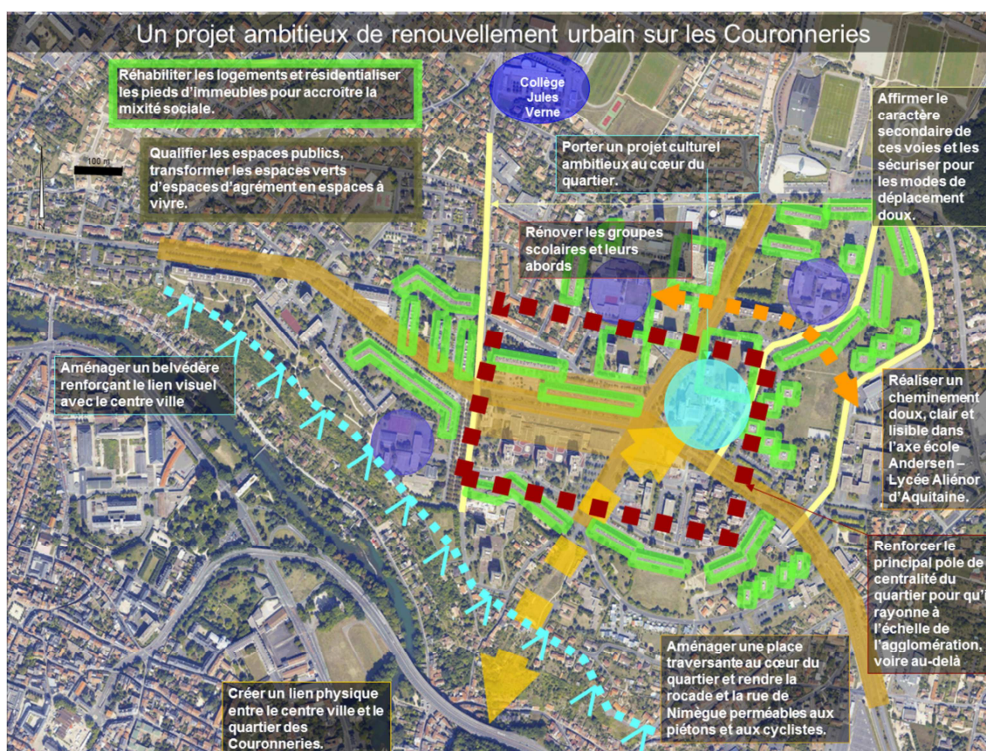 Un projet ambitieux de renouvellement urbain sur les Couronneries
Réhabiliter les logements et résidentialiser
les pieds d'immeubles pour accroitre la
mixité sociale.
Collège
Jules
Verne
Affirmer le
caractère
secondaire de
ces voies et les
sécuriser pour
les modes de
déplacement
doux.
100 m
Qualifier les espaces publics,
transformer les espaces verts
d'espaces d'agrément en espaces à
vivre.
Porter un projet culturel
ambitieux au cœur du
quartier.
Rénover les groupes
scolaires et leurs
abords
Aménager un belvédère
renforçant le lien visuel
avec le centre ville
Réaliser un
cheminement
doux, clair et
lisible dans
l'axe école
Andersen –
Lycée Aliénor
d'Aquitaine.
Renforcer le
principal pôle de
centralité du
quartier pour qu'i
rayonne à
l'échelle de
l'agglomération,
voire au-delà
Aménager une place
traversante au cœur du
quartier et rendre la
rocade et la rue de
Nimègue perméables aux
piétons et aux cyclistes.
Créer un lien physique
entre le centre ville et le
quartier des
Couronneries.